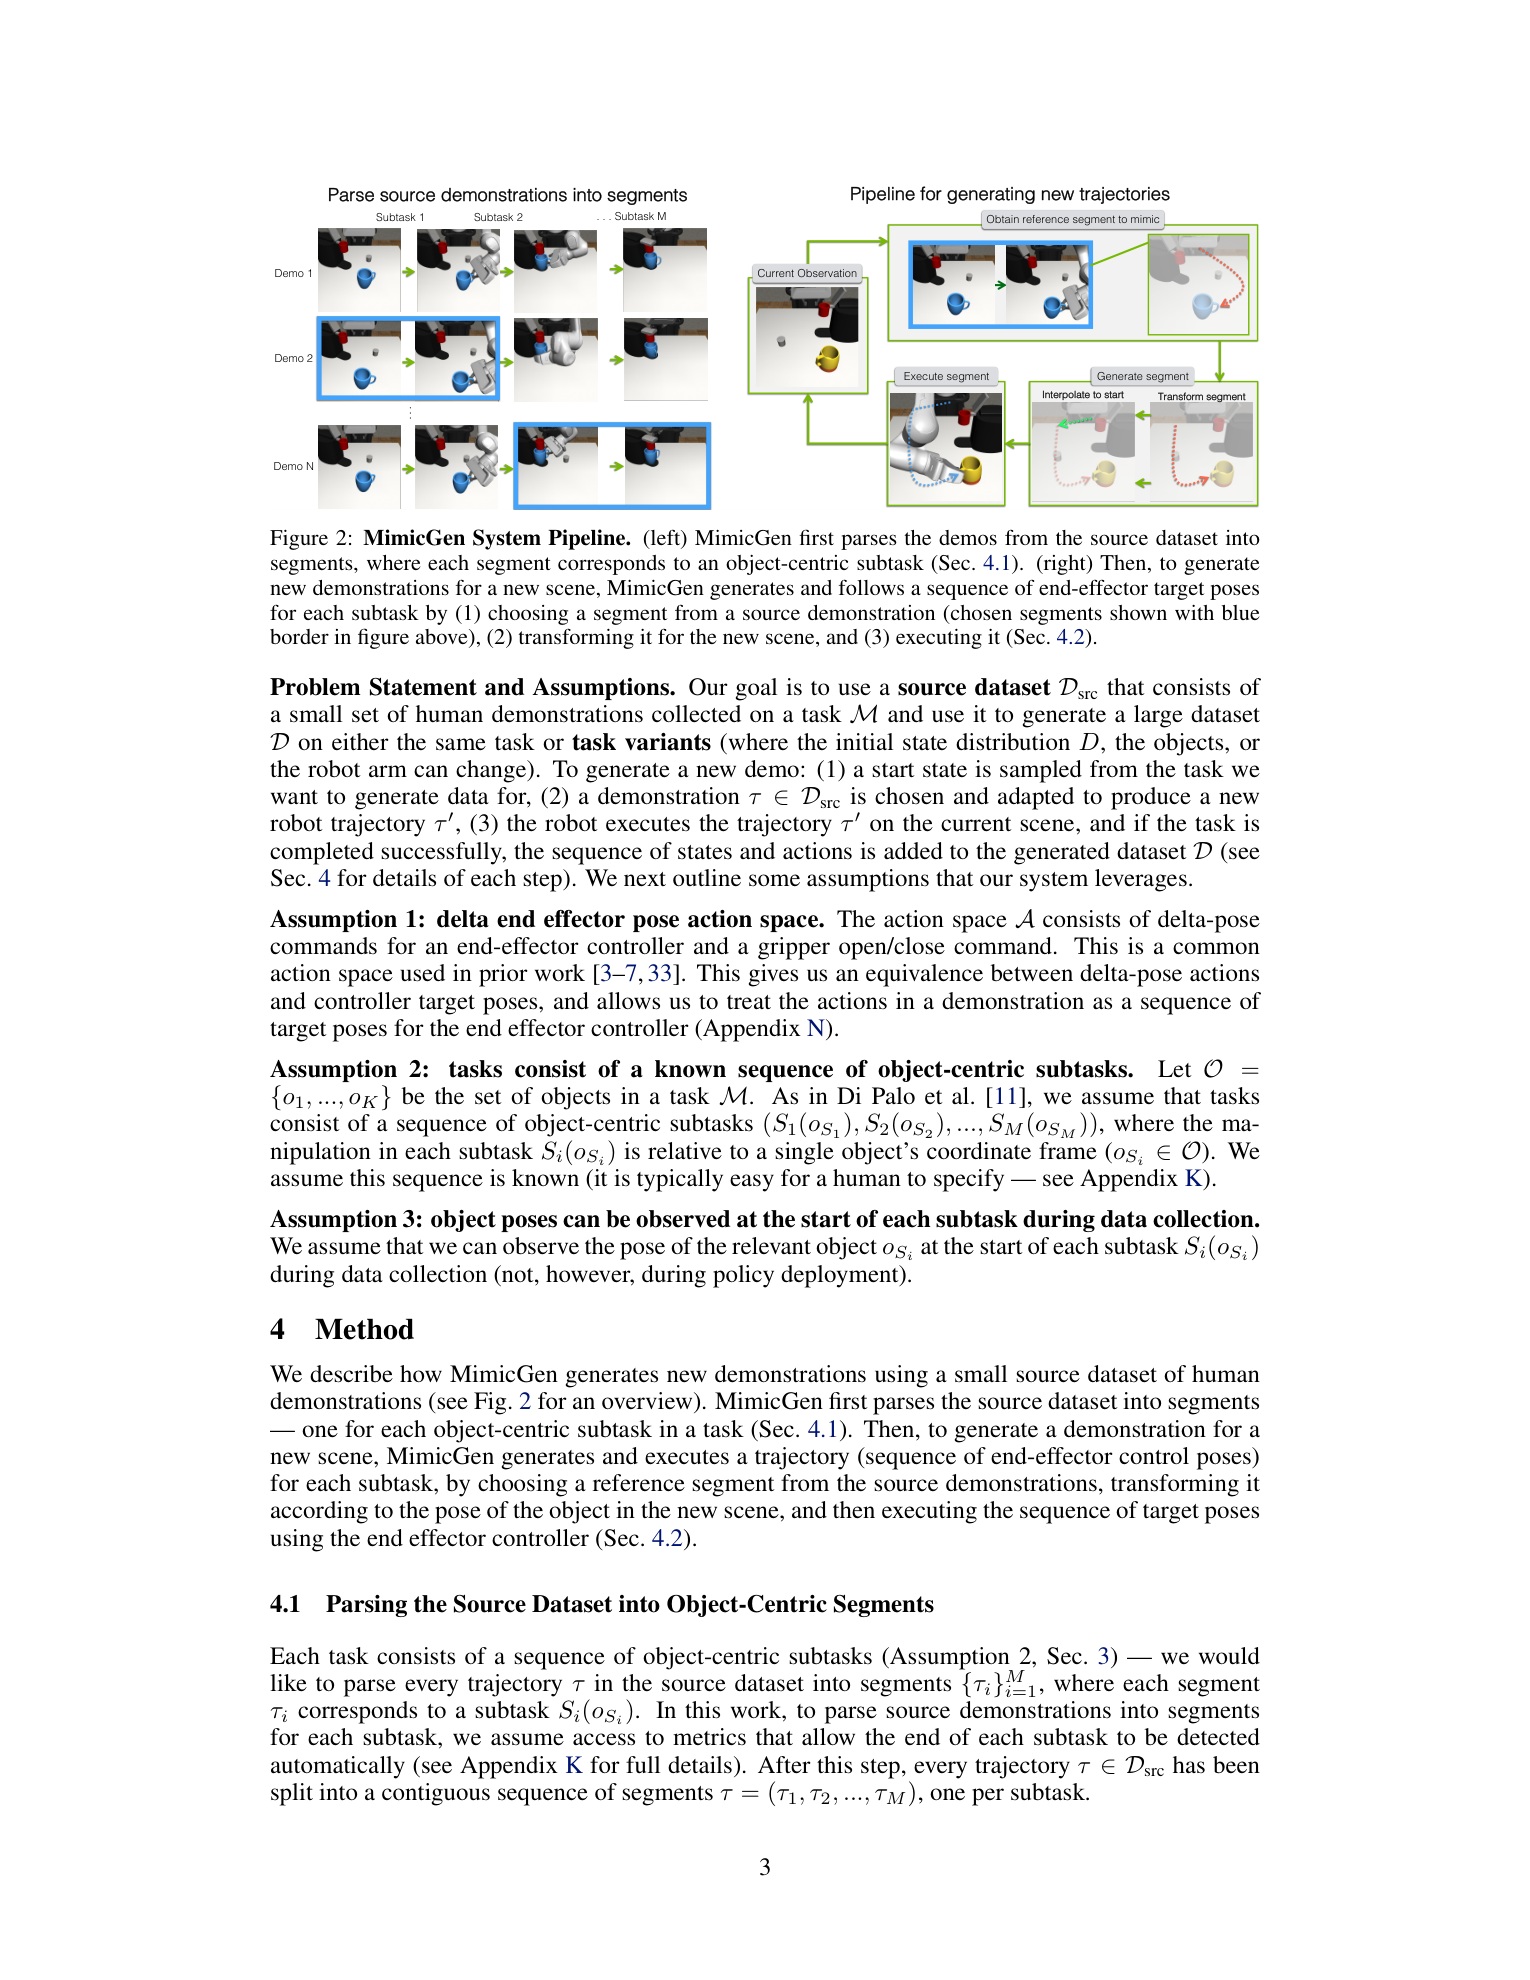 Parse source demonstrations into segments
Subtask 1 Subtask 2 . . . Subtask M
Demo 1
Demo 2
Demo N
Pipeline for generating new trajectories
Obtain reference segment to mimic
Current Observation
Execute segment
Generate segment
Interpolate to start
Transform segment
Figure 2: MimicGen System Pipeline. (left) MimicGen first parses the demos from the source dataset into
segments, where each segment corresponds to an object-centric subtask (Sec. 4.1). (right) Then, to generate
new demonstrations for a new scene, MimicGen generates and follows a sequence of end-effector target poses
for each subtask by (1) choosing a segment from a source demonstration (chosen segments shown with blue
border in figure above), (2) transforming it for the new scene, and (3) executing it (Sec. 4.2).
Problem Statement and Assumptions. Our goal is to use a source dataset 𝒟src that consists of
a small set of human demonstrations collected on a task ℳ and use it to generate a large dataset
𝒟 on either the same task or task variants (where the initial state distribution D, the objects, or
the robot arm can change). To generate a new demo: (1) a start state is sampled from the task we
want to generate data for, (2) a demonstration τ ∈ 𝒟src is chosen and adapted to produce a new
robot trajectory τ′, (3) the robot executes the trajectory τ′ on the current scene, and if the task is
completed successfully, the sequence of states and actions is added to the generated dataset 𝒟 (see
Sec. 4 for details of each step). We next outline some assumptions that our system leverages.
Assumption 1: delta end effector pose action space. The action space 𝒜 consists of delta-pose
commands for an end-effector controller and a gripper open/close command. This is a common
action space used in prior work [3–7, 33]. This gives us an equivalence between delta-pose actions
and controller target poses, and allows us to treat the actions in a demonstration as a sequence of
target poses for the end effector controller (Appendix N).
Assumption 2: tasks consist of a known sequence of object-centric subtasks. Let 𝒪 =
{o1, ..., oK} be the set of objects in a task ℳ. As in Di Palo et al. [11], we assume that tasks
consist of a sequence of object-centric subtasks (S1(oS1), S2(oS2), ..., SM(oSM)), where the ma-
nipulation in each subtask Si(oSi) is relative to a single object's coordinate frame (oSi ∈ 𝒪). We
assume this sequence is known (it is typically easy for a human to specify — see Appendix K).
Assumption 3: object poses can be observed at the start of each subtask during data collection.
We assume that we can observe the pose of the relevant object oSi at the start of each subtask Si(oSi)
during data collection (not, however, during policy deployment).
4 Method
We describe how MimicGen generates new demonstrations using a small source dataset of human
demonstrations (see Fig. 2 for an overview). MimicGen first parses the source dataset into segments
— one for each object-centric subtask in a task (Sec. 4.1). Then, to generate a demonstration for a
new scene, MimicGen generates and executes a trajectory (sequence of end-effector control poses)
for each subtask, by choosing a reference segment from the source demonstrations, transforming it
according to the pose of the object in the new scene, and then executing the sequence of target poses
using the end effector controller (Sec. 4.2).
4.1 Parsing the Source Dataset into Object-Centric Segments
Each task consists of a sequence of object-centric subtasks (Assumption 2, Sec. 3) — we would
like to parse every trajectory τ in the source dataset into segments {τi}Mi=1, where each segment
τi corresponds to a subtask Si(oSi). In this work, to parse source demonstrations into segments
for each subtask, we assume access to metrics that allow the end of each subtask to be detected
automatically (see Appendix K for full details). After this step, every trajectory τ ∈ 𝒟src has been
split into a contiguous sequence of segments τ = (τ1, τ2, ..., τM), one per subtask.
3